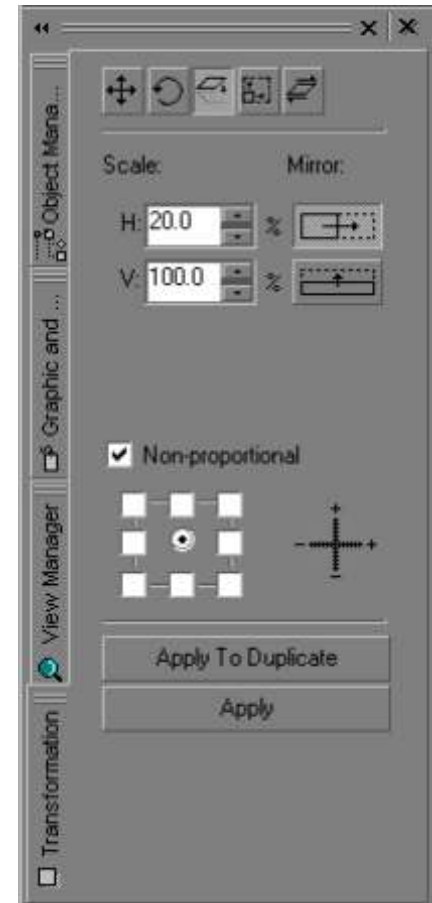 Object Mana...
Graphic and ...
View Manager
Transformation
Scale: Mirror:
H: 20.0 %
V: 100.0 %
Non-proportional
Apply To Duplicate
Apply